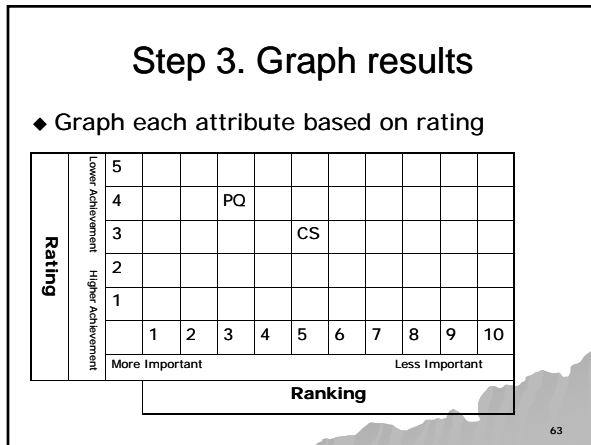 Step 3. Graph results
◆ Graph each attribute based on rating
Rating
Lower Achievement Higher Achievement
5
4 PQ
3 CS
2
1
1 2 3 4 5 6 7 8 9 10
More Important Less Important
Ranking
63